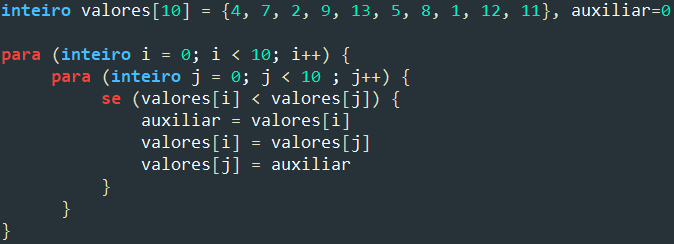 inteiro valores[10] = {4, 7, 2, 9, 13, 5, 8, 1, 12, 11}, auxiliar=0
para (inteiro i = 0; i < 10; i++) {
para (inteiro j = 0; j < 10 ; j++) {
se (valores[i] < valores[j]) {
auxiliar = valores[i]
valores[i] = valores[j]
valores[j] = auxiliar
}
}
}